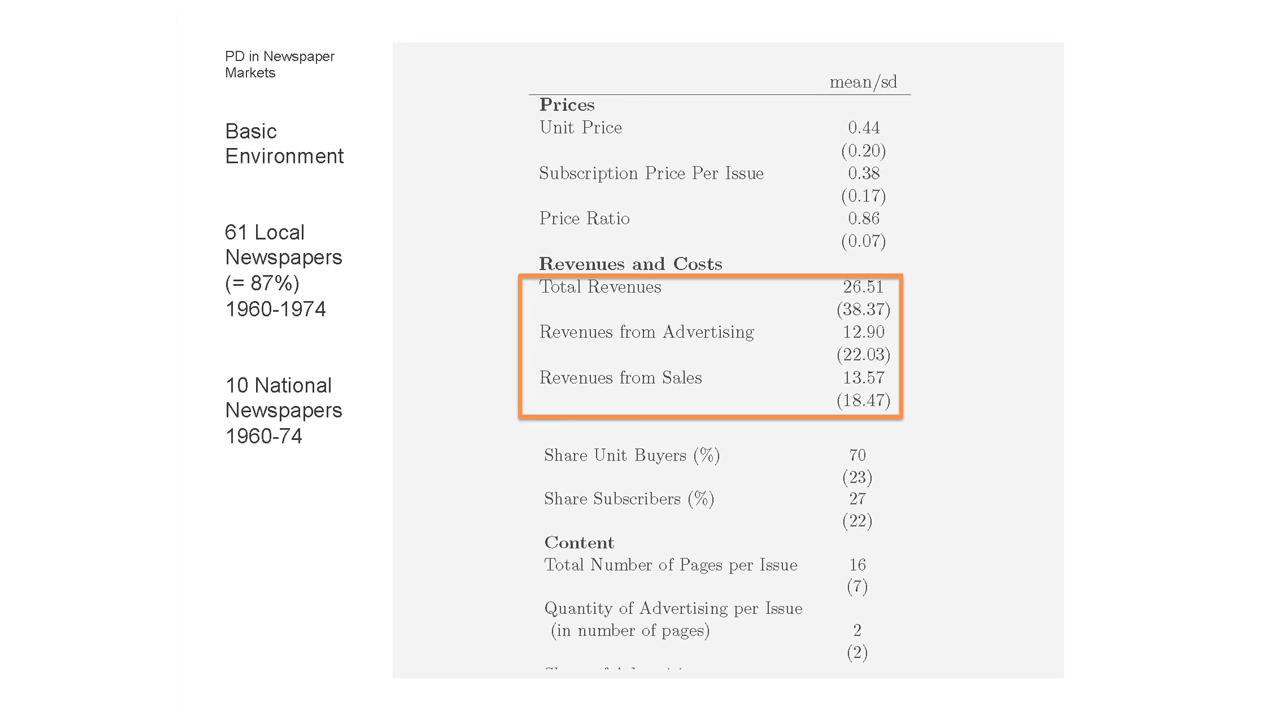 PD in Newspaper
Markets
Basic
Environment
61 Local
Newspapers
(= 87%)
1960-1974
10 National
Newspapers
1960-74
mean/sd
Prices
Unit Price 0.44
(0.20)
Subscription Price Per Issue 0.38
(0.17)
Price Ratio 0.86
(0.07)
Revenues and Costs
Total Revenues 26.51
(38.37)
Revenues from Advertising 12.90
(22.03)
Revenues from Sales 13.57
(18.47)
Share Unit Buyers (%) 70
(23)
Share Subscribers (%) 27
(22)
Content
Total Number of Pages per Issue 16
(7)
Quantity of Advertising per Issue
(in number of pages) 2
(2)